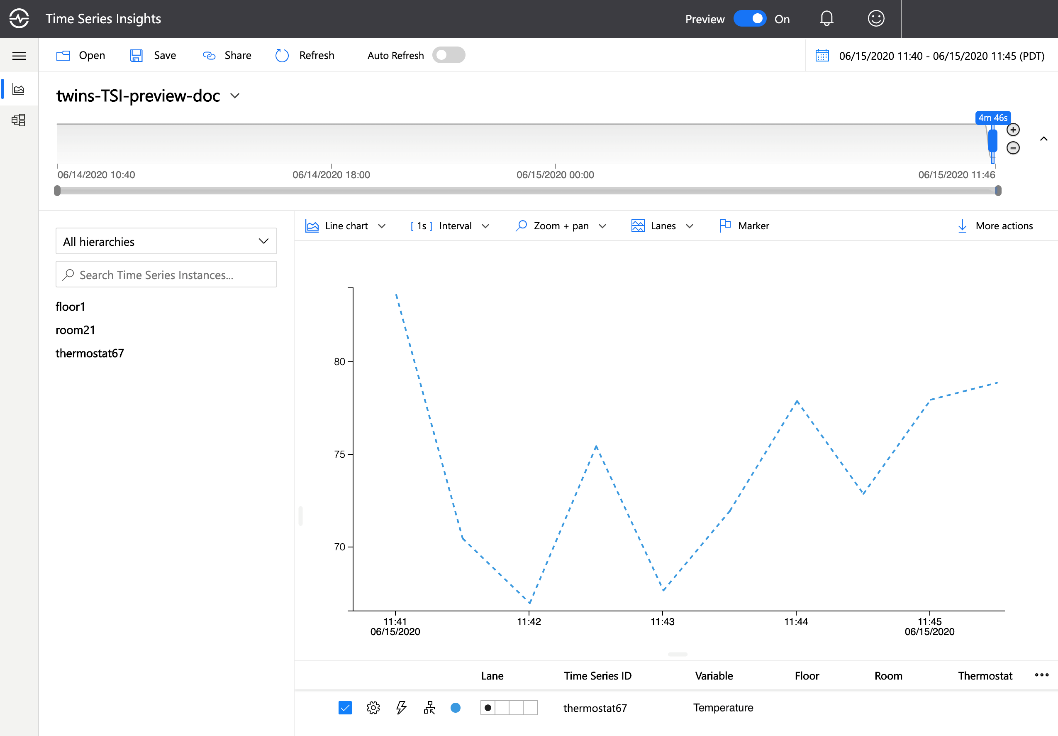 Time Series Insights Preview On
Open Save Share Refresh Auto Refresh 06/15/2020 11:40 - 06/15/2020 11:45 (PDT)
twins-TSI-preview-doc
4m 46s
06/14/2020 10:40 06/14/2020 18:00 06/15/2020 00:00 06/15/2020 11:46
All hierarchies
Search Time Series Instances...
floor1
room21
thermostat67
Line chart [ 1s ] Interval Zoom + pan Lanes Marker More actions
80
75
70
11:41 11:42 11:43 11:44 11:45
06/15/2020 06/15/2020
Lane Time Series ID Variable Floor Room Thermostat
thermostat67 Temperature